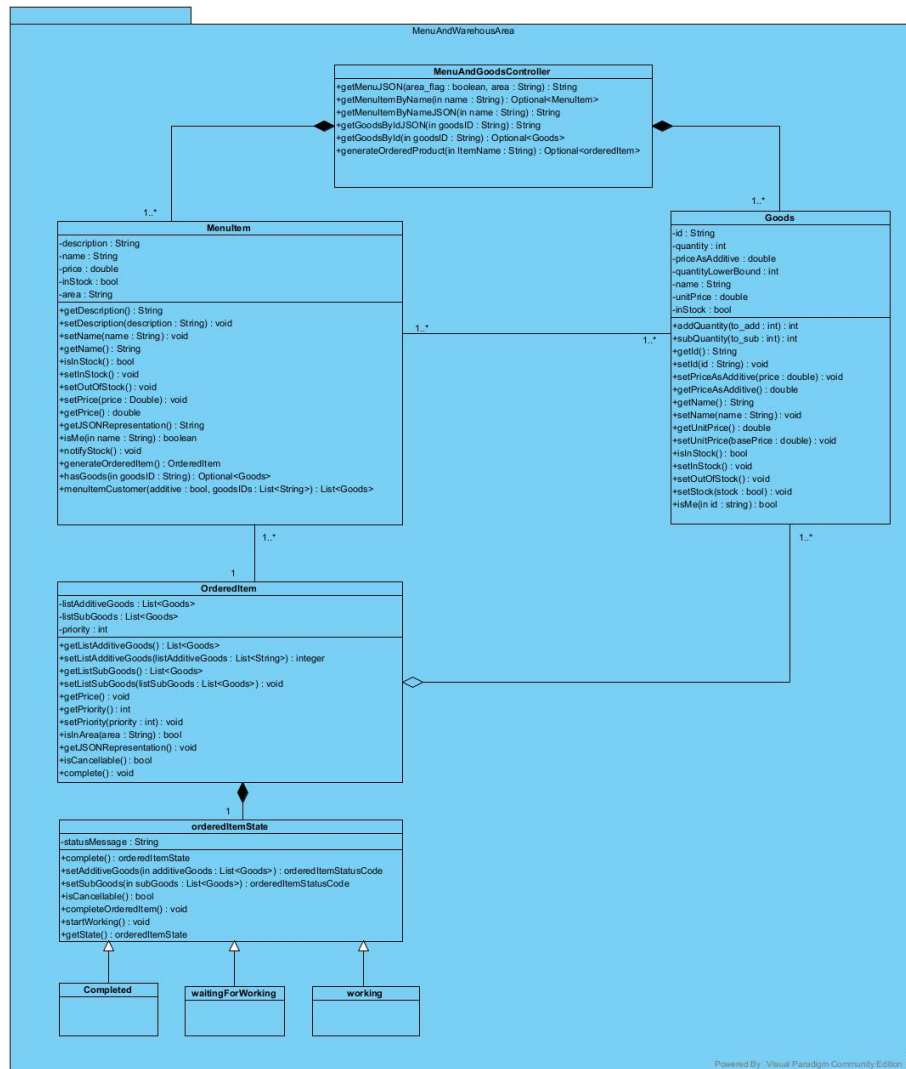 MenuAndWarehousArea
MenuAndGoodsController
+getMenuJSON(area_flag : boolean, area : String) : String
+getMenuItemByName(in name : String) : Optional<MenuItem>
+getMenuItemByNameJSON(in name : String) : String
+getGoodsByIdJSON(in goodsID : String) : String
+getGoodsById(in goodsID : String) : Optional<Goods>
+generateOrderedProduct(in ItemName : String) : Optional<orderedItem>
1..*
1..*
MenuItem
-description : String
-name : String
-price : double
-inStock : bool
-area : String
+getDescription() : String
+setDescription(description : String) : void
+setName(name : String) : void
+getName() : String
+isInStock() : bool
+setInStock() : void
+setOutOfStock() : void
+setPrice(price : Double) : void
+getPrice() : double
+getJSONRepresentation() : String
+isMe(in name : String) : boolean
+notifyStock() : void
+generateOrderedItem() : OrderedItem
+hasGoods(in goodsID : String) : Optional<Goods>
+menuItemCustomer(additive : bool, goodsIDs : List<String>) : List<Goods>
Goods
-id : String
-quantity : int
-priceAsAdditive : double
-quantityLowerBound : int
-name : String
-unitPrice : double
-inStock : bool
+addQuantity(to_add : int) : int
+subQuantity(to_sub : int) : int
+getId() : String
+setId(id : String) : void
+setPriceAsAdditive(price : double) : void
+getPriceAsAdditive() : double
+getName() : String
+setName(name : String) : void
+getUnitPrice() : double
+setUnitPrice(basePrice : double) : void
+isInStock() : bool
+setInStock() : void
+setOutOfStock() : void
+setStock(stock : bool) : void
+isMe(in id : string) : bool
1..*
1..*
1..*
1
1..*
OrderedItem
-listAdditiveGoods : List<Goods>
-listSubGoods : List<Goods>
-priority : int
+getListAdditiveGoods() : List<Goods>
+setListAdditiveGoods(listAdditiveGoods : List<String>) : integer
+getListSubGoods() : List<Goods>
+setListSubGoods(listSubGoods : List<Goods>) : void
+getPrice() : void
+getPriority() : int
+setPriority(priority : int) : void
+isInArea(area : String) : bool
+getJSONRepresentation() : void
+isCancellable() : bool
+complete() : void
1
orderedItemState
-statusMessage : String
+complete() : orderedItemState
+setAdditiveGoods(in additiveGoods : List<Goods>) : orderedItemStatusCode
+setSubGoods(in subGoods : List<Goods>) : orderedItemStatusCode
+isCancellable() : bool
+completeOrderedItem() : void
+startWorking() : void
+getState() : orderedItemState
Completed
waitingForWorking
working
Powered By Visual Paradigm Community Edition